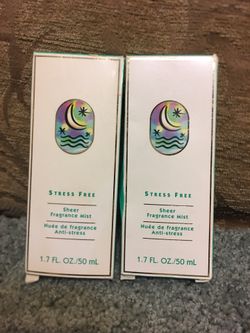 STRESS FREE
Sheer
Fragrance Mist
Huée de fragrance
Anti-stress
1.7 FL. OZ./50 mL
STRESS FREE
Sheer
Fragrance Mist
Huée de fragrance
Anti-stress
1.7 FL. OZ./50 mL